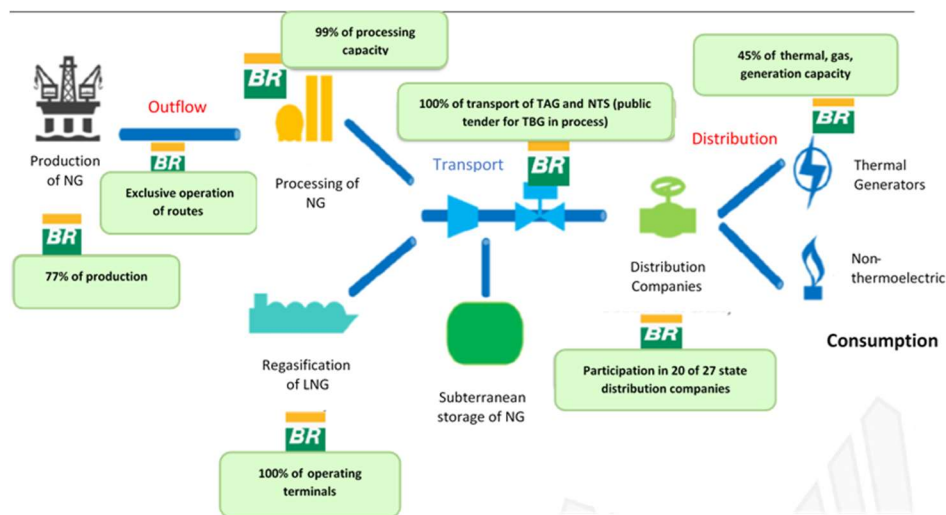 99% of processing
capacity
45% of thermal, gas,
generation capacity
BR
Outflow
100% of transport of TAG and NTS (public
tender for TBG in process)
BR
Distribution
Production
of NG
BR
Exclusive operation
of routes
Processing of
NG
Transport
BR
Thermal
Generators
BR
77% of production
Distribution
Companies
Non-
thermoelectric
BR
Consumption
Regasification
of LNG
Participation in 20 of 27 state
distribution companies
Subterranean
storage of NG
BR
100% of operating
terminals